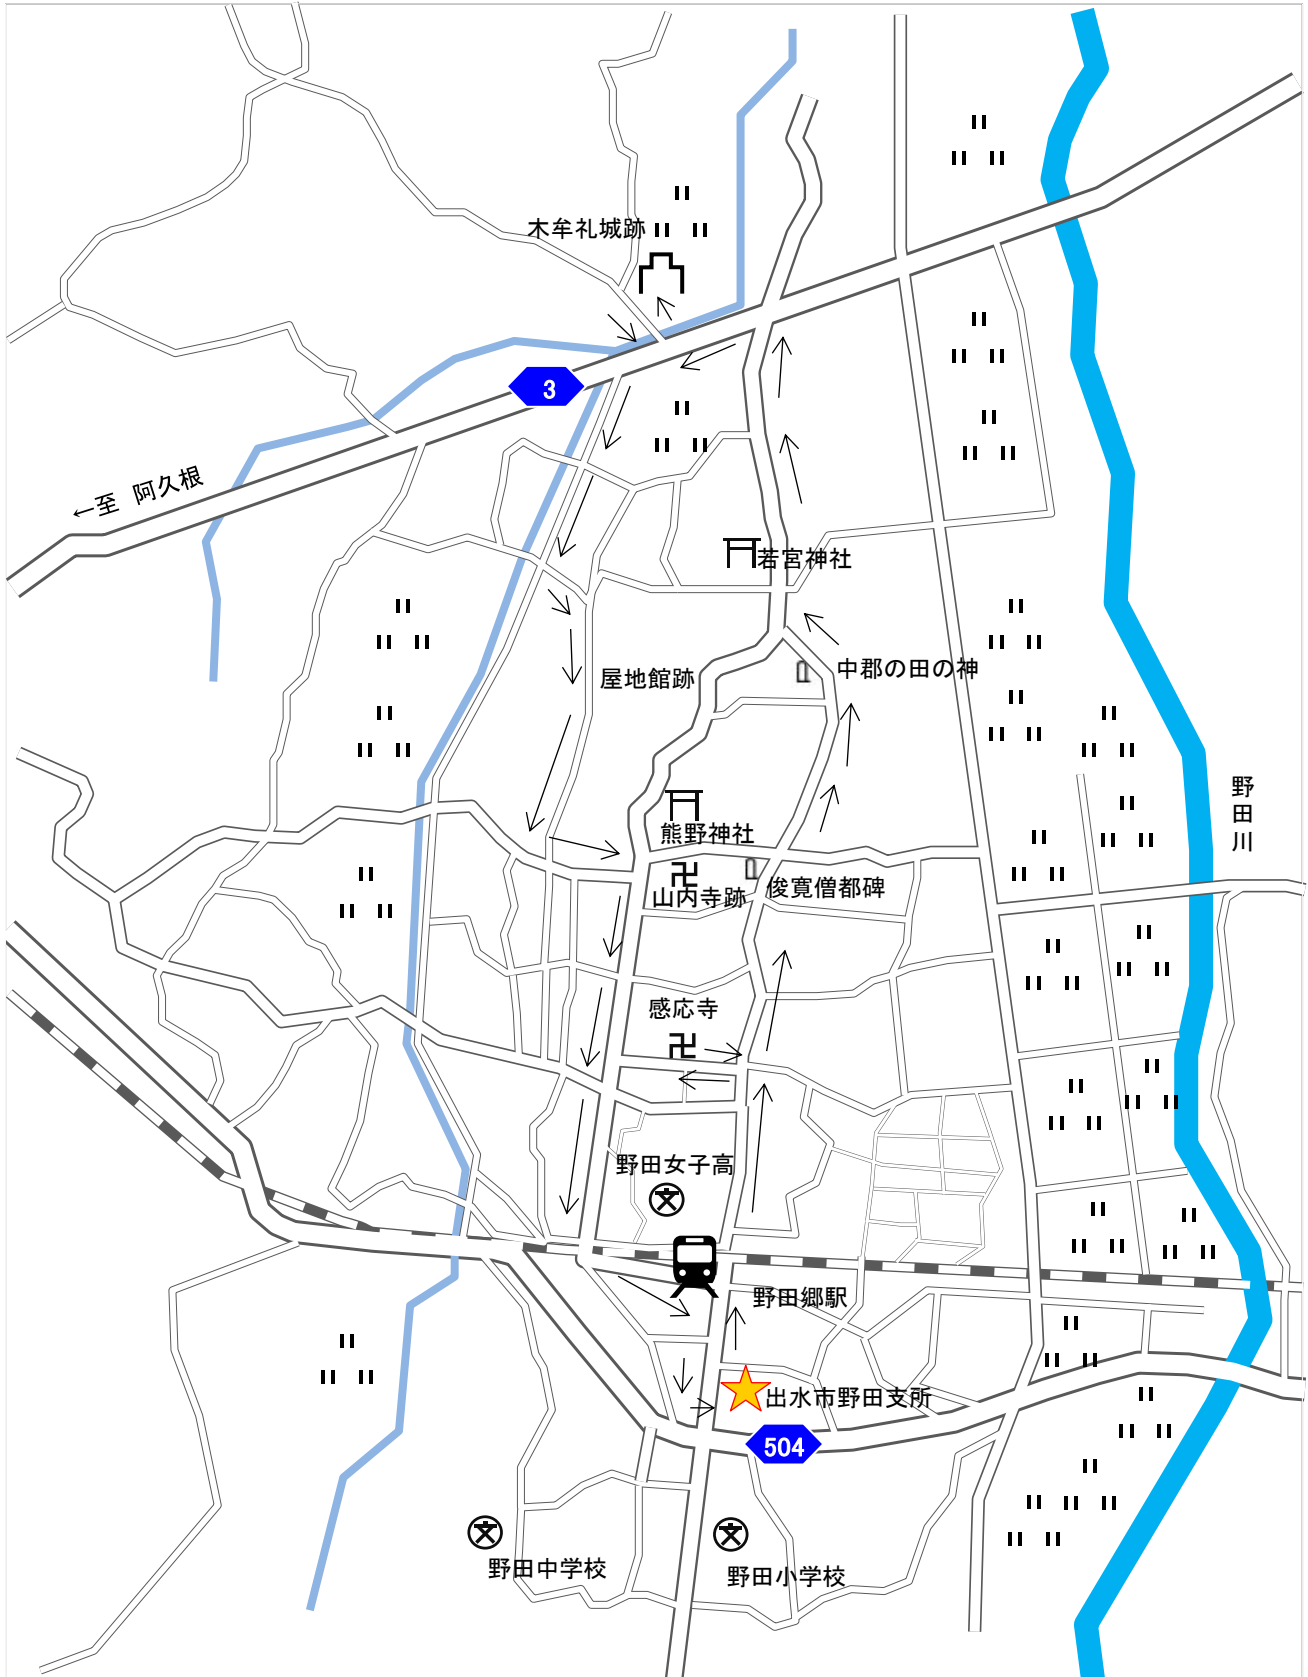 木牟礼城跡
3
←至 阿久根
若宮神社
中郡の田の神
屋地館跡
野田川
熊野神社
山内寺跡
俊寛僧都碑
感応寺
野田女子高
野田郷駅
出水市野田支所
504
野田中学校
野田小学校